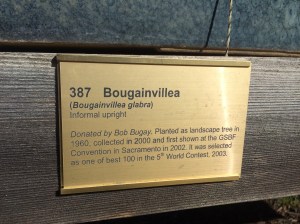 387 Bougainvillea
(Bougainvillea glabra)
Informal upright
Donated by Bob Bugay. Planted as landscape tree in
1960, collected in 2000 and first shown at the GSBF
Convention in Sacramento in 2002. It was selected
as one of best 100 in the 5th World Contest, 2003.